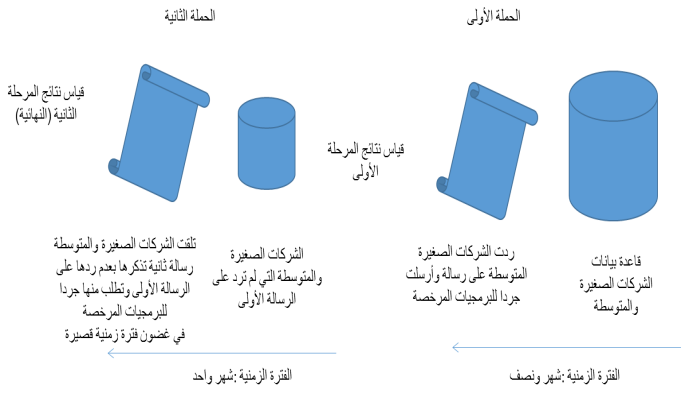 الحملة الأولى
قاعدة بيانات
الشركات الصغيرة
والمتوسطة
ردت الشركات الصغيرة
المتوسطة على رسالة وأرسلت
جردا للبرمجيات المرخصة
الفترة الزمنية :شهر ونصف
قياس نتائج المرحلة
الأولى
الحملة الثانية
الشركات الصغيرة
والمتوسطة التي لم ترد على
الرسالة الأولى
تلقت الشركات الصغيرة والمتوسطة
رسالة ثانية تذكرها بعدم ردها على
الرسالة الأولى وتطلب منها جردا
للبرمجيات المرخصة
في غضون فترة زمنية قصيرة
الفترة الزمنية :شهر واحد
قياس نتائج المرحلة
الثانية (النهائية)